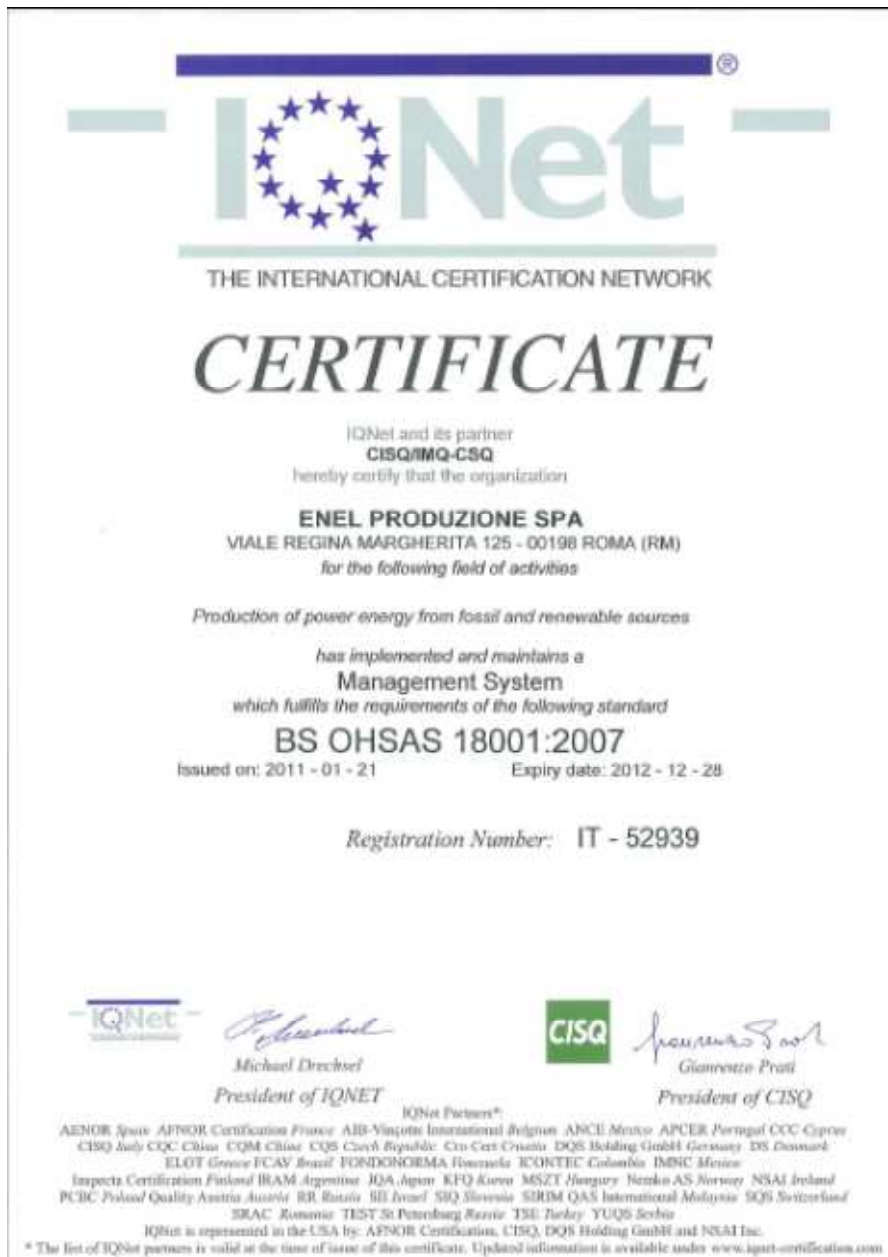 IQNet ®
THE INTERNATIONAL CERTIFICATION NETWORK
CERTIFICATE
IQNet and its partner
CISQ/IMQ-CSQ
hereby certify that the organization
ENEL PRODUZIONE SPA
VIALE REGINA MARGHERITA 125 - 00198 ROMA (RM)
for the following field of activities
Production of power energy from fossil and renewable sources
has implemented and maintains a
Management System
which fulfills the requirements of the following standard
BS OHSAS 18001:2007
Issued on: 2011 - 01 - 21 Expiry date: 2012 - 12 - 28
Registration Number: IT - 52939
IQNet CISQ
Michael Drechsel Gianrenzo Prati
President of IQNET President of CISQ
IQNet Partners*:
AENOR Spain AFNOR Certification France AIB-Vinçotte International Belgium ANCE Mexico APCER Portugal CCC Cyprus
CISQ Italy CQC China CQM China CQS Czech Republic Cro Cert Croatia DQS Holding GmbH Germany DS Denmark
ELOT Greece FCAV Brazil FONDONORMA Venezuela ICONTEC Colombia IMNC Mexico
Inspecta Certification Finland IRAM Argentina JQA Japan KFQ Korea MSZT Hungary Nemko AS Norway NSAI Ireland
PCBC Poland Quality Austria Austria RR Russia SII Israel SIQ Slovenia SIRIM QAS International Malaysia SQS Switzerland
SRAC Romania TEST St Petersburg Russia TSE Turkey YUQS Serbia
IQNet is represented in the USA by: AFNOR Certification, CISQ, DQS Holding GmbH and NSAI Inc.
* The list of IQNet partners is valid at the time of issue of this certificate. Updated information is available under www.iqnet-certification.com